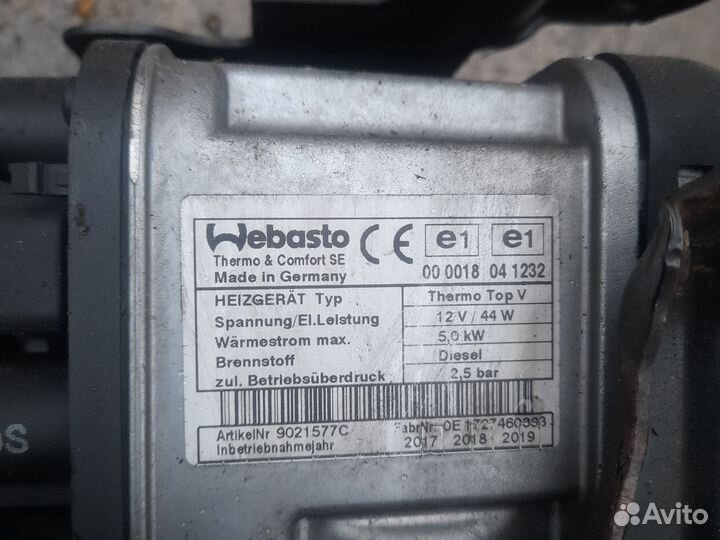 Webasto CE e1 e1
Thermo & Comfort SE
Made in Germany 00 0018 04 1232
HEIZGERÄT Typ Thermo Top V
Spannung/El.Leistung 12 V / 44 W
Wärmestrom max. 5,0 kW
Brennstoff Diesel
zul. Betriebsüberdruck 2,5 bar
ArtikelNr 9021577C FabrNr.
Inbetriebnahmejahr 2017 2018 2019
Avito